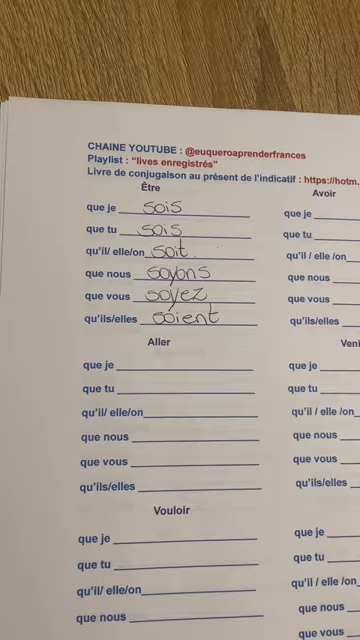 CHAINE YOUTUBE : @euqueroaprenderfrances
Playlist : "lives enregistrés"
Livre de conjugaison au présent de l'indicatif : https://hotm.
Être
que je sois
que tu sois
qu'il/ elle/on soit
que nous soyons
que vous soyez
qu'ils/elles soient
Avoir
que je
que tu
qu'il / elle /on
que nous
que vous
qu'ils/elles
Aller
que je
que tu
qu'il/ elle/on
que nous
que vous
qu'ils/elles
Veni
que je
que tu
qu'il / elle /on
que nous
que vous
qu'ils/elles
Vouloir
que je
que tu
qu'il/ elle/on
que nous
que je
que tu
qu'il / elle /on
que nous
que vous